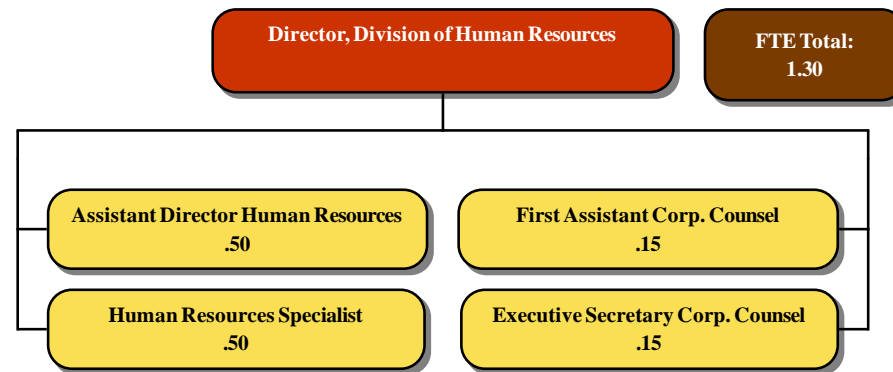 Director, Division of Human Resources
FTE Total:
1.30
Assistant Director Human Resources
.50
First Assistant Corp. Counsel
.15
Human Resources Specialist
.50
Executive Secretary Corp. Counsel
.15